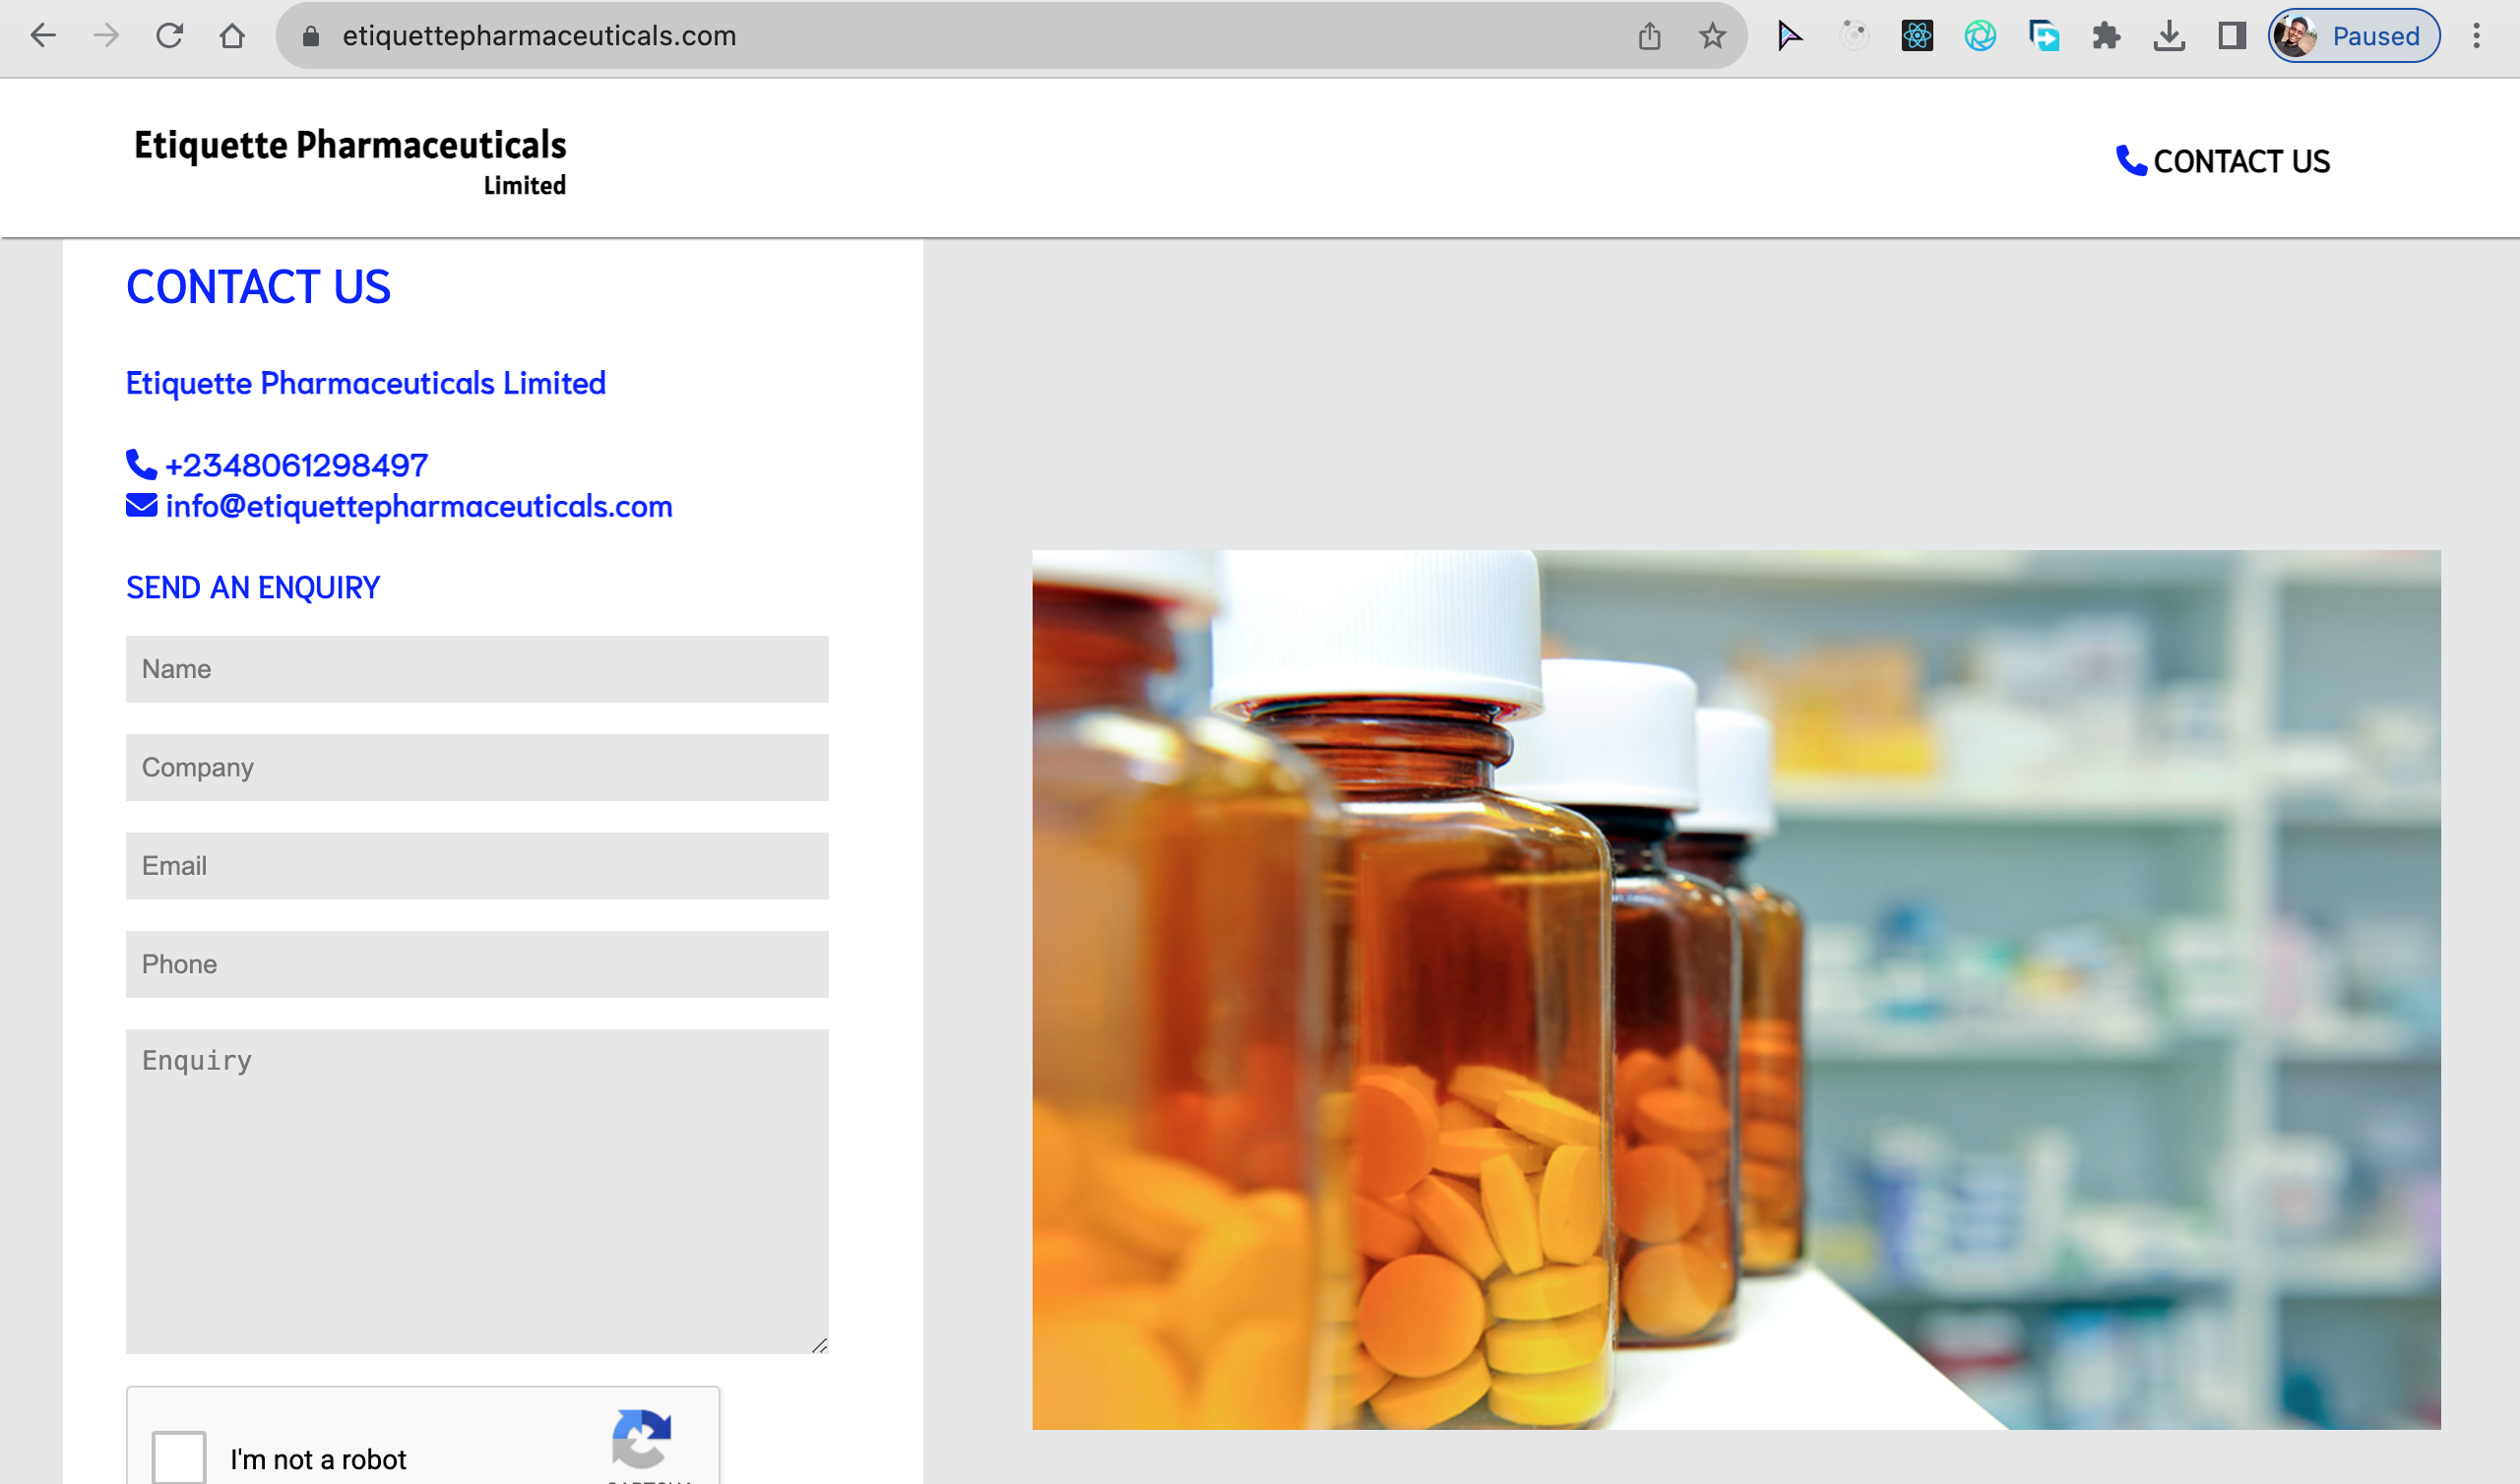 etiquettepharmaceuticals.com
Paused
Etiquette Pharmaceuticals
Limited
CONTACT US
CONTACT US
Etiquette Pharmaceuticals Limited
+2348061298497
info@etiquettepharmaceuticals.com
SEND AN ENQUIRY
Name
Company
Email
Phone
Enquiry
I'm not a robot